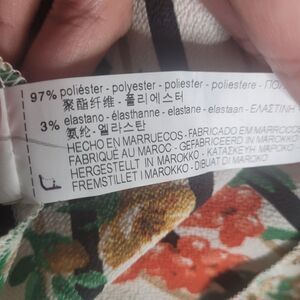 97% poliéster - polyester - poliester - poliestere - ΠΟΛ
聚酯纤维 - 폴리에스터
3% elastano - élasthanne - elastane - elastaan - ΕΛΑΣΤΙΝΗ
氨纶 - 엘라스탄
HECHO EN MARRUECOS - FABRICADO EM MARROCOS
FABRIQUÉ AU MAROC - GEFABRICEERD IN MAROKKO
HERGESTELLT IN MAROKKO - ΚΑΤΑΣΚΕΥΗ, ΜΑΡΟΚΟ
FREMSTILLET I MAROKKO - DIBUAT DI MAROKO